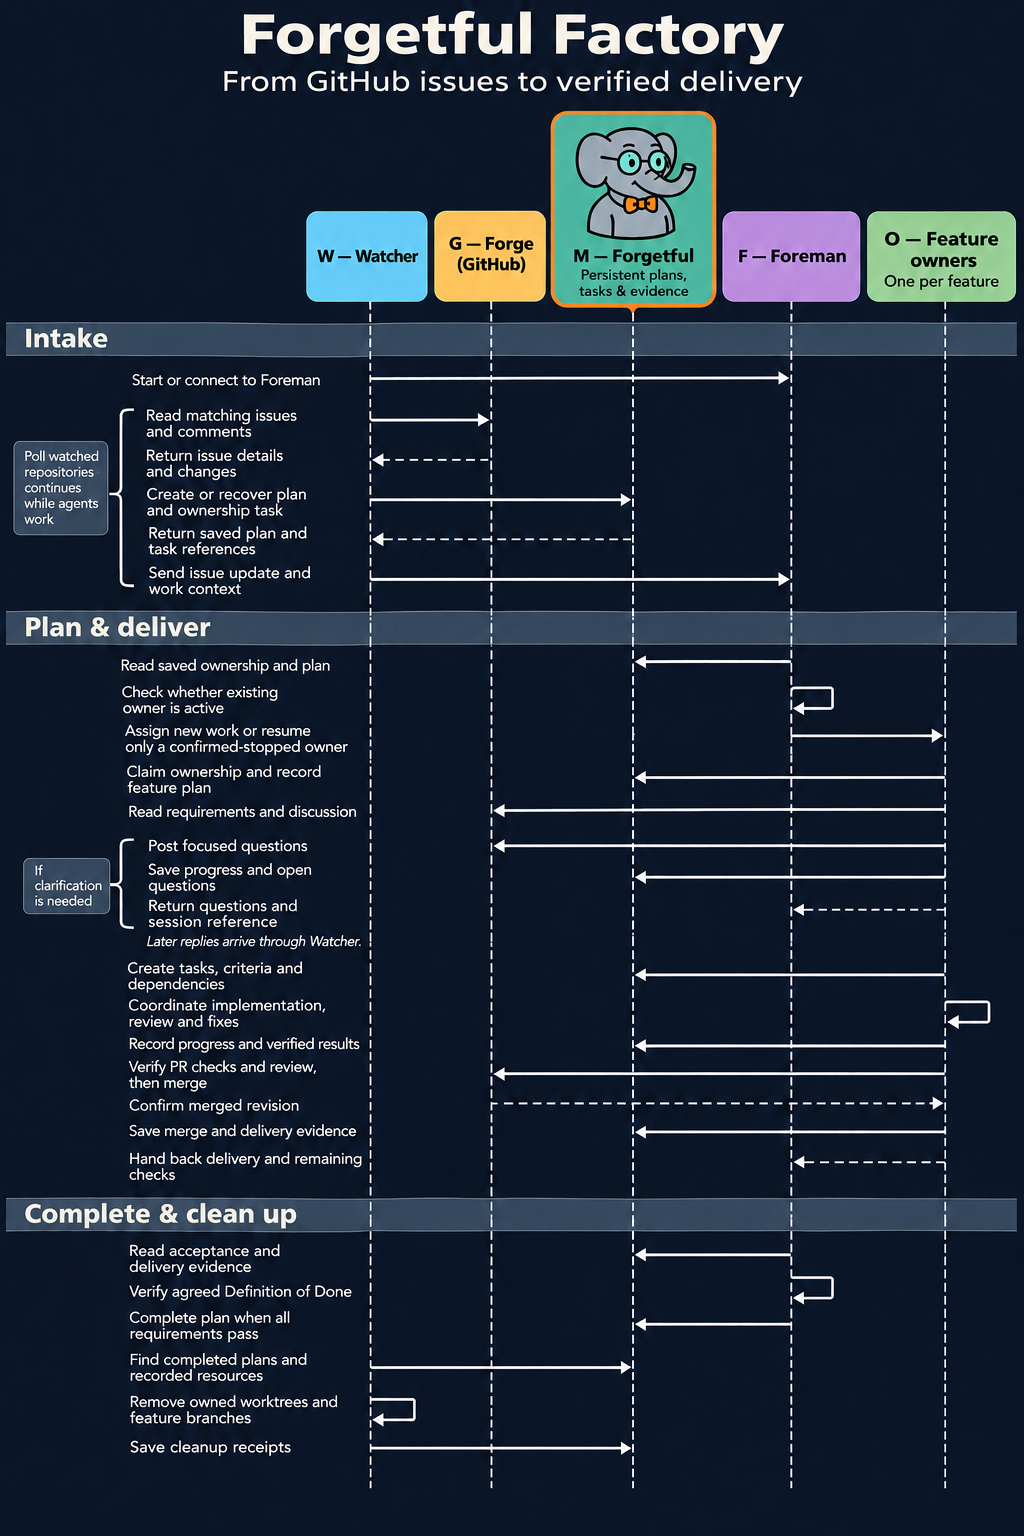 Forgetful Factory
From GitHub issues to verified delivery
W — Watcher
G — Forge
(GitHub)
M — Forgetful
Persistent plans,
tasks & evidence
F — Foreman
O — Feature
owners
One per feature
Intake
Start or connect to Foreman
Poll watched
repositories
continues
while agents
work
Read matching issues
and comments
Return issue details
and changes
Create or recover plan
and ownership task
Return saved plan and
task references
Send issue update and
work context
Plan & deliver
Read saved ownership and plan
Check whether existing
owner is active
Assign new work or resume
only a confirmed-stopped owner
Claim ownership and record
feature plan
Read requirements and discussion
If
clarification
is needed
Post focused questions
Save progress and open
questions
Return questions and
session reference
Later replies arrive through Watcher.
Create tasks, criteria and
dependencies
Coordinate implementation,
review and fixes
Record progress and verified results
Verify PR checks and review,
then merge
Confirm merged revision
Save merge and delivery evidence
Hand back delivery and remaining
checks
Complete & clean up
Read acceptance and
delivery evidence
Verify agreed Definition of Done
Complete plan when all
requirements pass
Find completed plans and
recorded resources
Remove owned worktrees and
feature branches
Save cleanup receipts